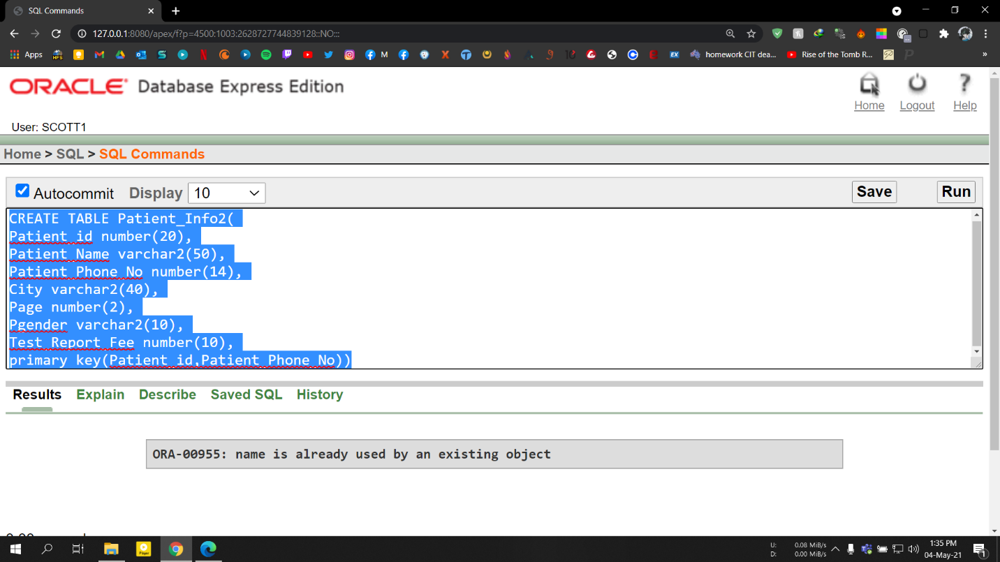 SQL Commands
127.0.0.1:8080/apex/f?p=4500:1003:2628727744839128::NO:::
Apps
M
homework CIT dea...
Rise of the Tomb R...
»
ORACLE Database Express Edition
Home Logout Help
User: SCOTT1
Home > SQL > SQL Commands
Autocommit Display 10 Save Run
CREATE TABLE Patient_Info2(
Patient_id number(20),
Patient_Name varchar2(50),
Patient_Phone_No number(14),
City varchar2(40),
Page number(2),
Pgender varchar2(10),
Test_Report_Fee number(10),
primary key(Patient_id,Patient_Phone_No))
Results Explain Describe Saved SQL History
ORA-00955: name is already used by an existing object
U: 0.08 MiB/s
D: 0.00 MiB/s
1:35 PM
04-May-21
1